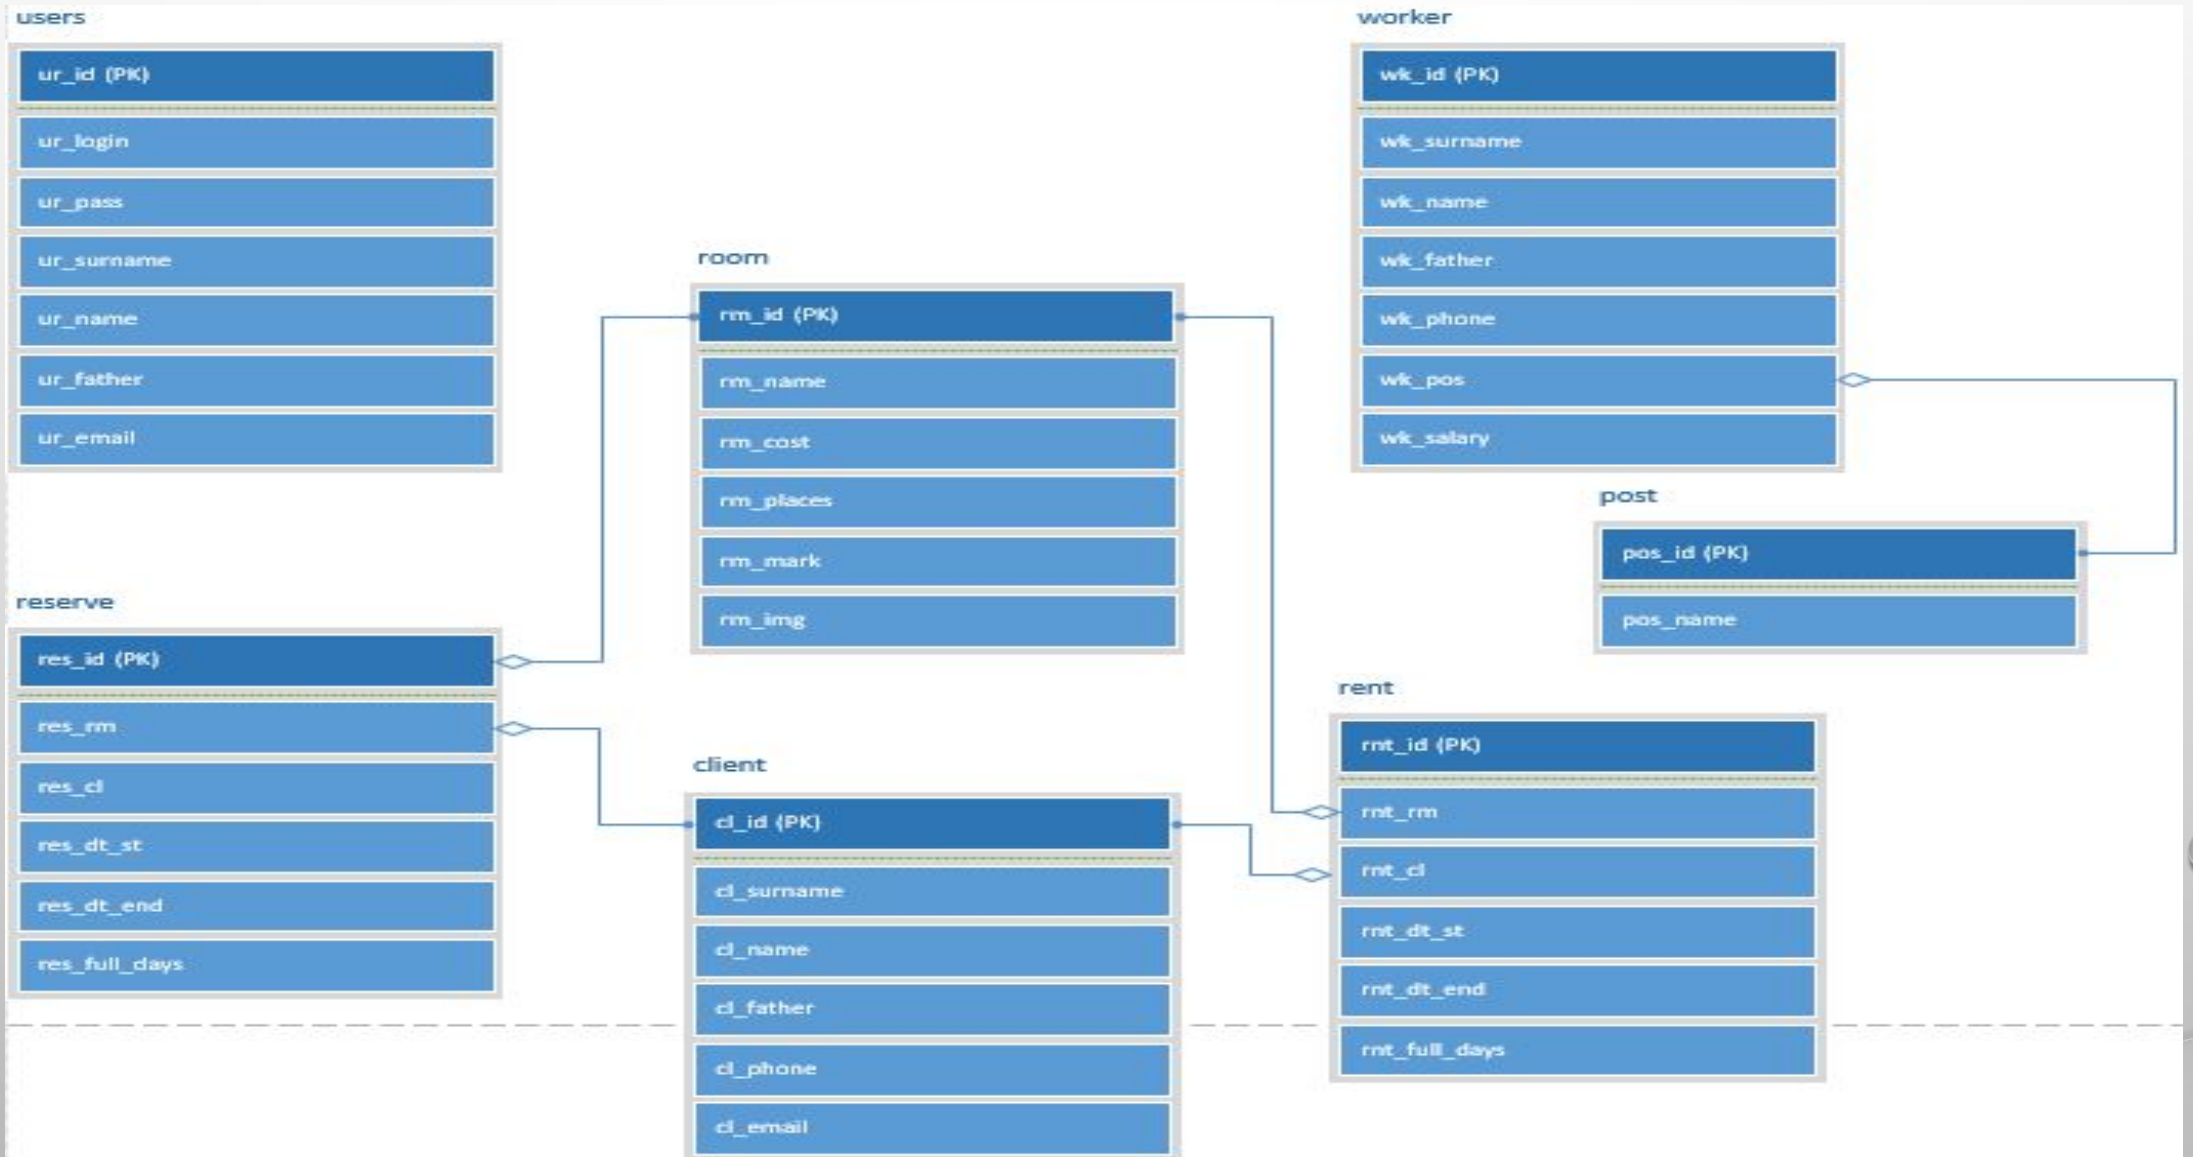 users
ur_id (PK)
ur_login
ur_pass
ur_surname
ur_name
ur_father
ur_email
worker
wk_id (PK)
wk_surname
wk_name
wk_father
wk_phone
wk_pos
wk_salary
room
rm_id (PK)
rm_name
rm_cost
rm_places
rm_mark
rm_img
post
pos_id (PK)
pos_name
reserve
res_id (PK)
res_rm
res_cl
res_dt_st
res_dt_end
res_full_days
client
cl_id (PK)
cl_surname
cl_name
cl_father
cl_phone
cl_email
rent
rnt_id (PK)
rnt_rm
rnt_cl
rnt_dt_st
rnt_dt_end
rnt_full_days